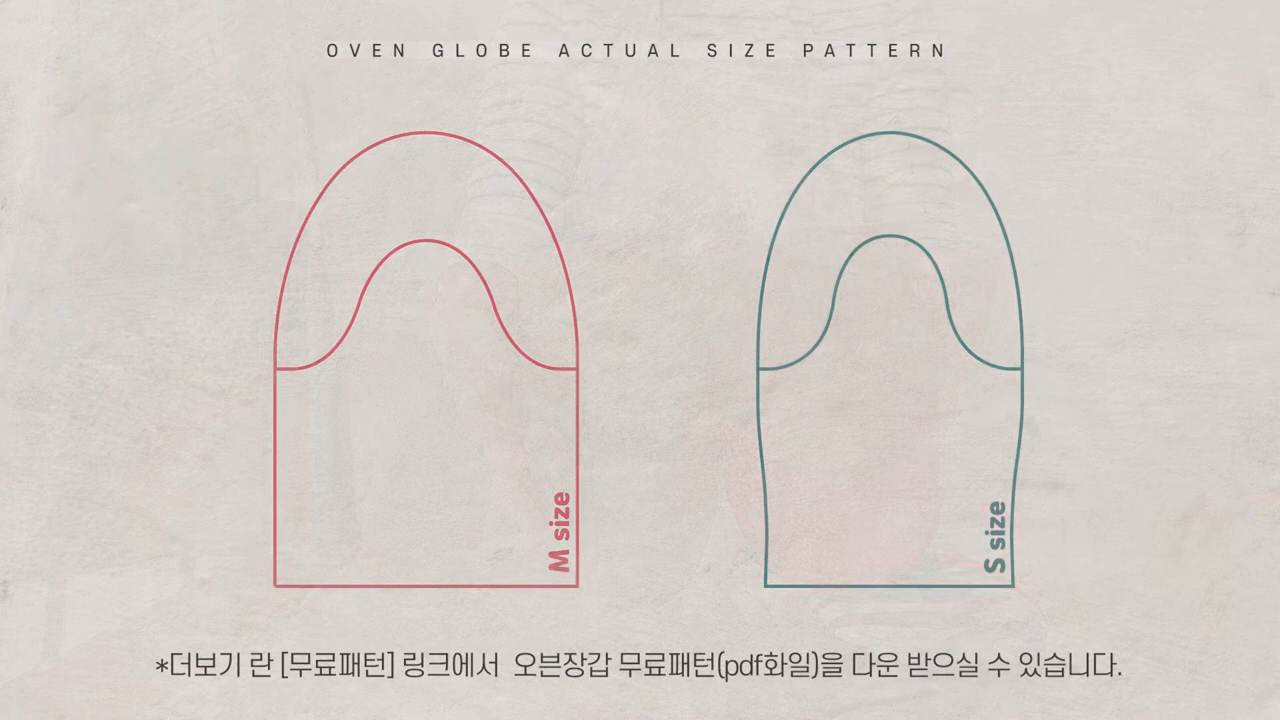 OVEN GLOBE ACTUAL SIZE PATTERN
M size
S size
*더보기 란 [무료패턴] 링크에서 오븐장갑 무료패턴(pdf화일)을 다운 받으실 수 있습니다.